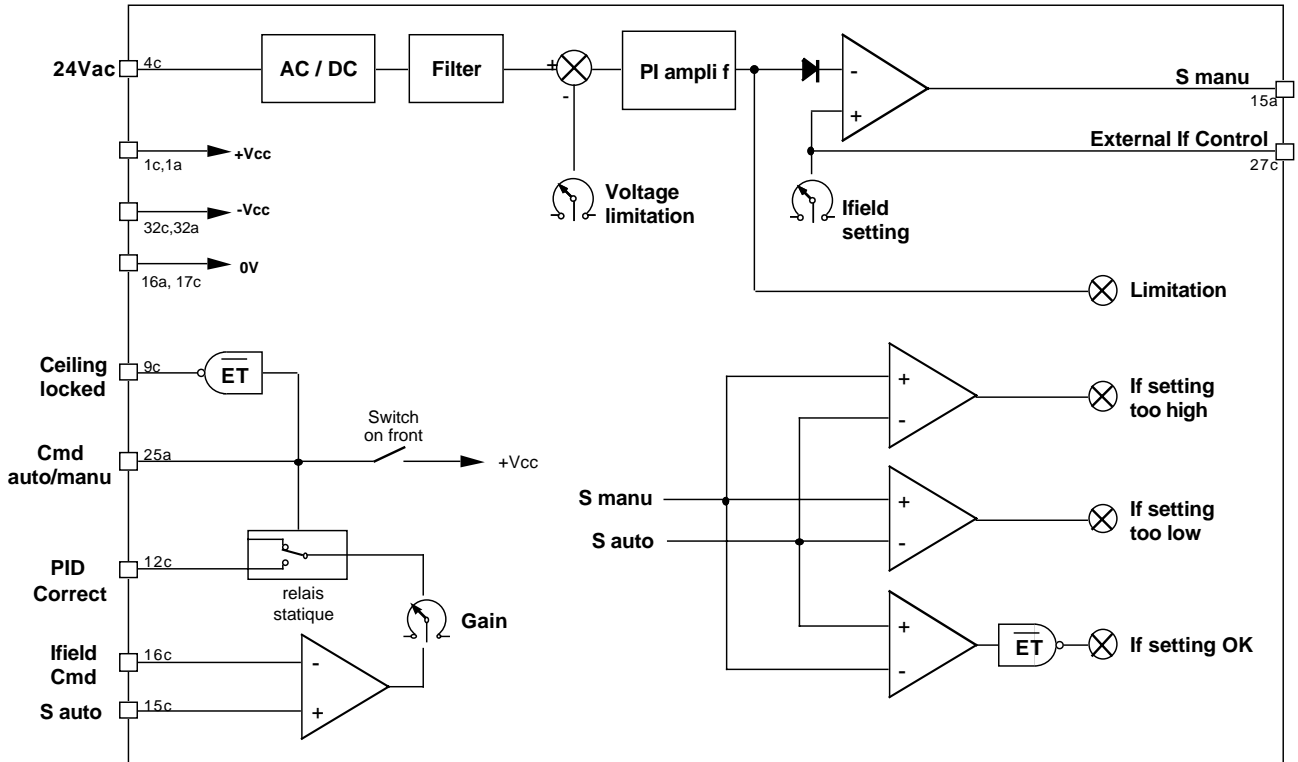 24Vac
4c
AC / DC
Filter
+
-
PI ampli f
-
+
S manu
15a
External If Control
27c
1c,1a
+Vcc
32c,32a
-Vcc
16a, 17c
0V
Voltage
limitation
Ifield
setting
Limitation
Ceiling
locked
9c
ET
Switch
on front
Cmd
auto/manu
25a
+Vcc
PID
Correct
12c
relais
statique
Gain
Ifield
Cmd
16c
-
S auto
15c
+
S manu
S auto
+
-
If setting
too high
+
-
If setting
too low
+
-
ET
If setting OK